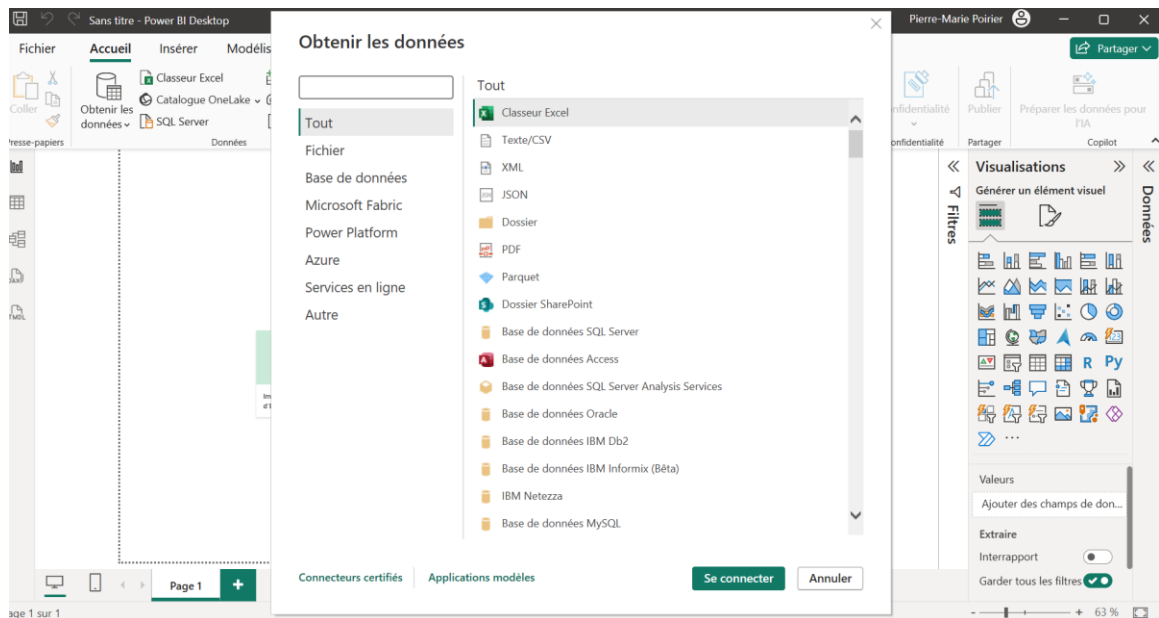 Sans titre - Power BI Desktop
Pierre-Marie Poirier
Fichier
Accueil
Insérer
Modélis
Partager
Coller
Obtenir les
données
Classeur Excel
Catalogue OneLake
SQL Server
Presse-papiers
Données
nfidentialité
onfidentialité
Publier
Partager
Préparer les données pour
l'IA
Copilot
Obtenir les données
Tout
Fichier
Base de données
Microsoft Fabric
Power Platform
Azure
Services en ligne
Autre
Tout
Classeur Excel
Texte/CSV
XML
JSON
Dossier
PDF
Parquet
Dossier SharePoint
Base de données SQL Server
Base de données Access
Base de données SQL Server Analysis Services
Base de données Oracle
Base de données IBM Db2
Base de données IBM Informix (Bêta)
IBM Netezza
Base de données MySQL
Connecteurs certifiés
Applications modèles
Se connecter
Annuler
Filtres
Visualisations
Générer un élément visuel
R
Py
123
Valeurs
Ajouter des champs de don...
Extraire
Interrapport
Garder tous les filtres
Données
Page 1
age 1 sur 1
- + 63 %